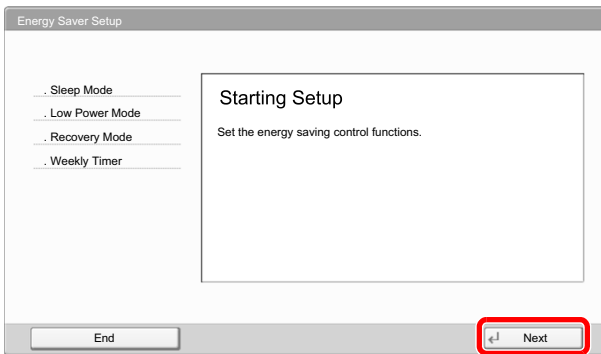 Energy Saver Setup
. Sleep Mode
. Low Power Mode
. Recovery Mode
. Weekly Timer
Starting Setup
Set the energy saving control functions.
End
Next